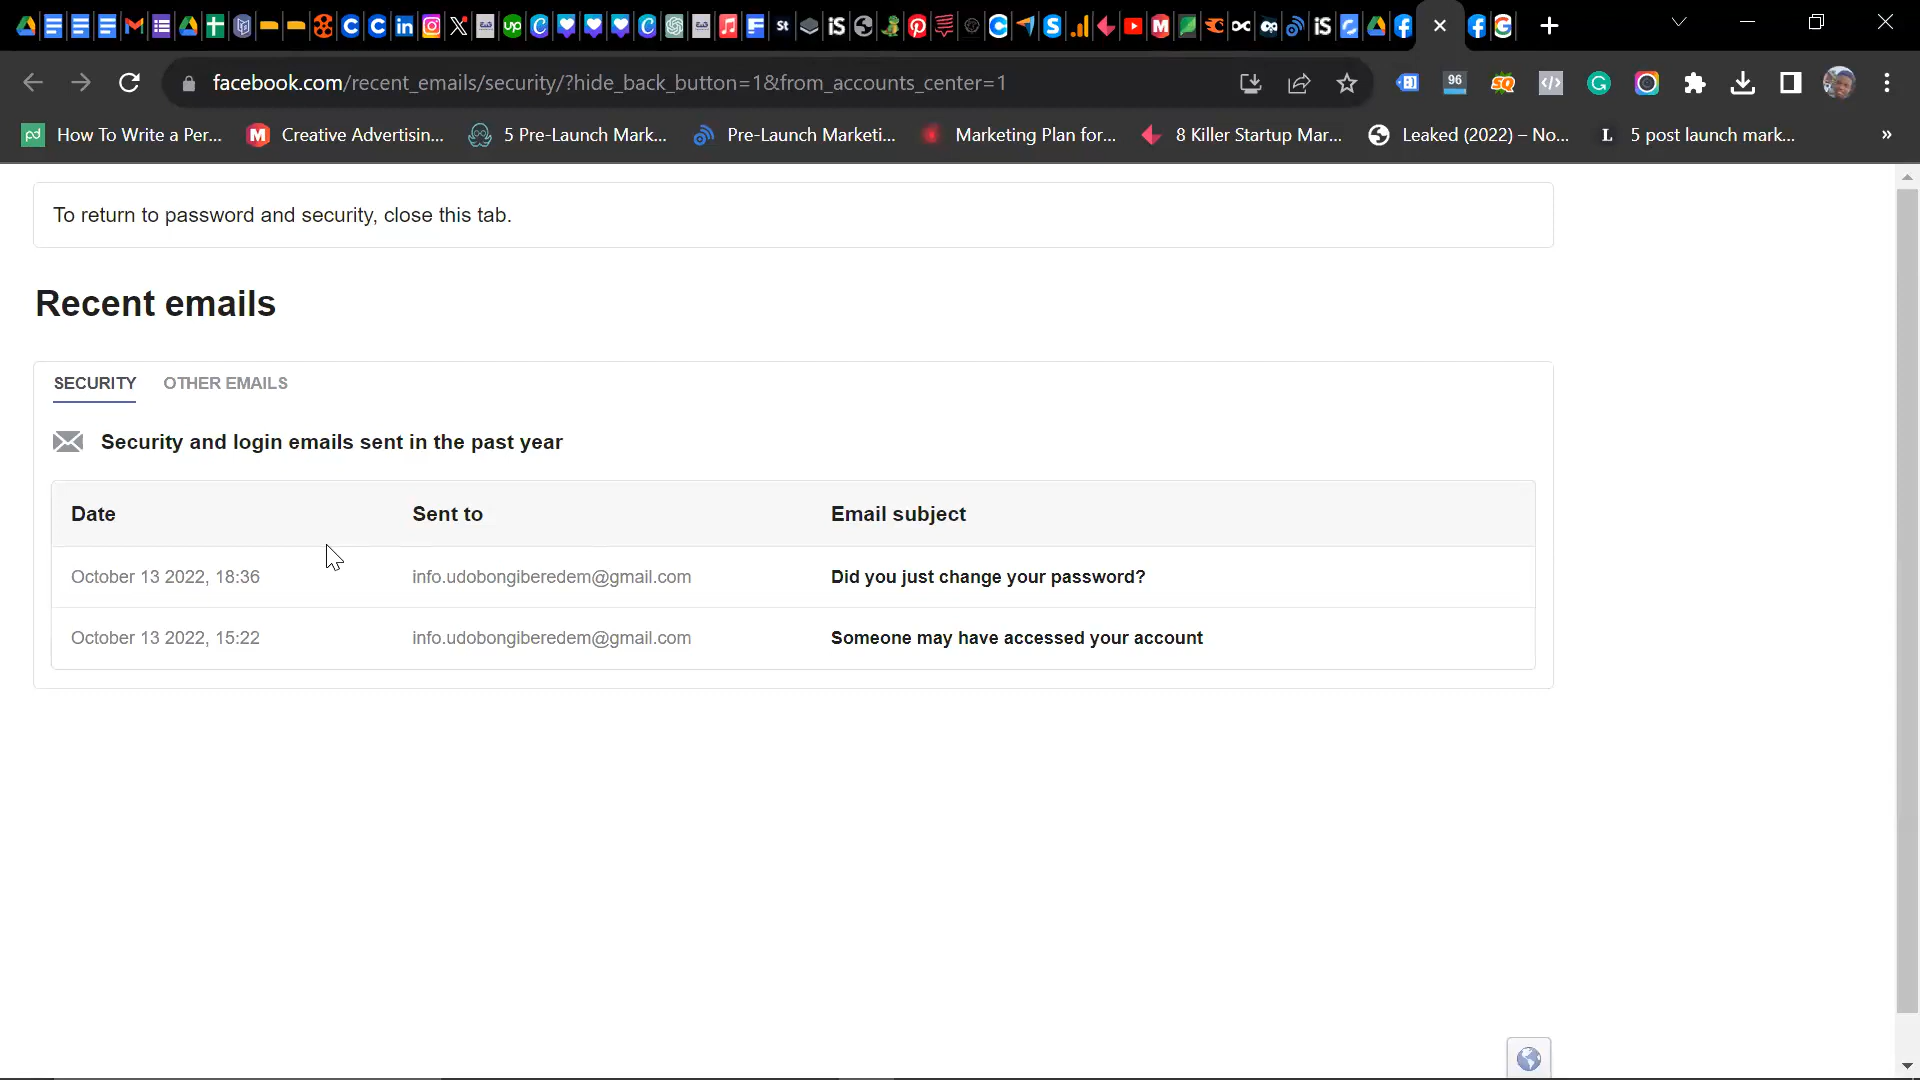 facebook.com/recent_emails/security/?hide_back_button=1&from_accounts_center=1
96
How To Write a Per...
Creative Advertisin...
5 Pre-Launch Mark...
Pre-Launch Marketi...
Marketing Plan for...
8 Killer Startup Mar...
Leaked (2022) – No...
L 5 post launch mark...
»
To return to password and security, close this tab.
Recent emails
SECURITY OTHER EMAILS
Security and login emails sent in the past year
Date Sent to Email subject
October 13 2022, 18:36 info.udobongiberedem@gmail.com Did you just change your password?
October 13 2022, 15:22 info.udobongiberedem@gmail.com Someone may have accessed your account